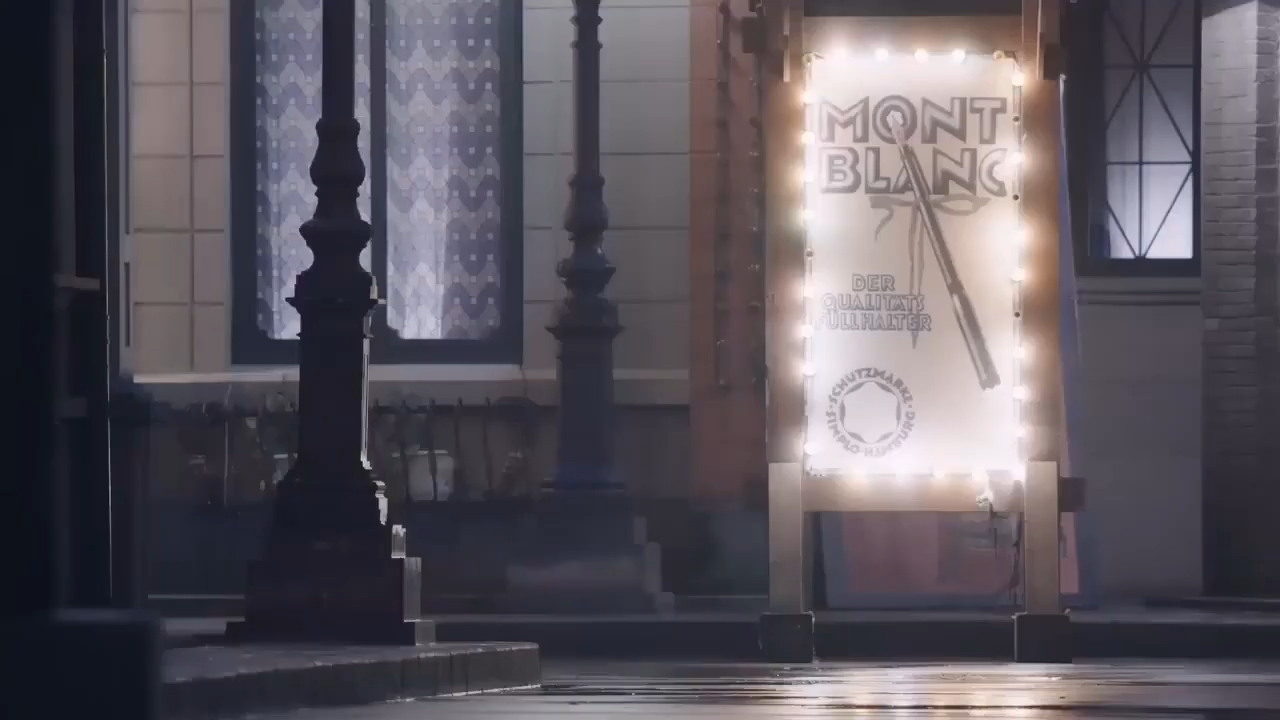 MONT
BLANC
DER
QUALITÄTS
FÜLLHALTER
SCHUTZMARKE · SIMPLO-HAMBURG ·